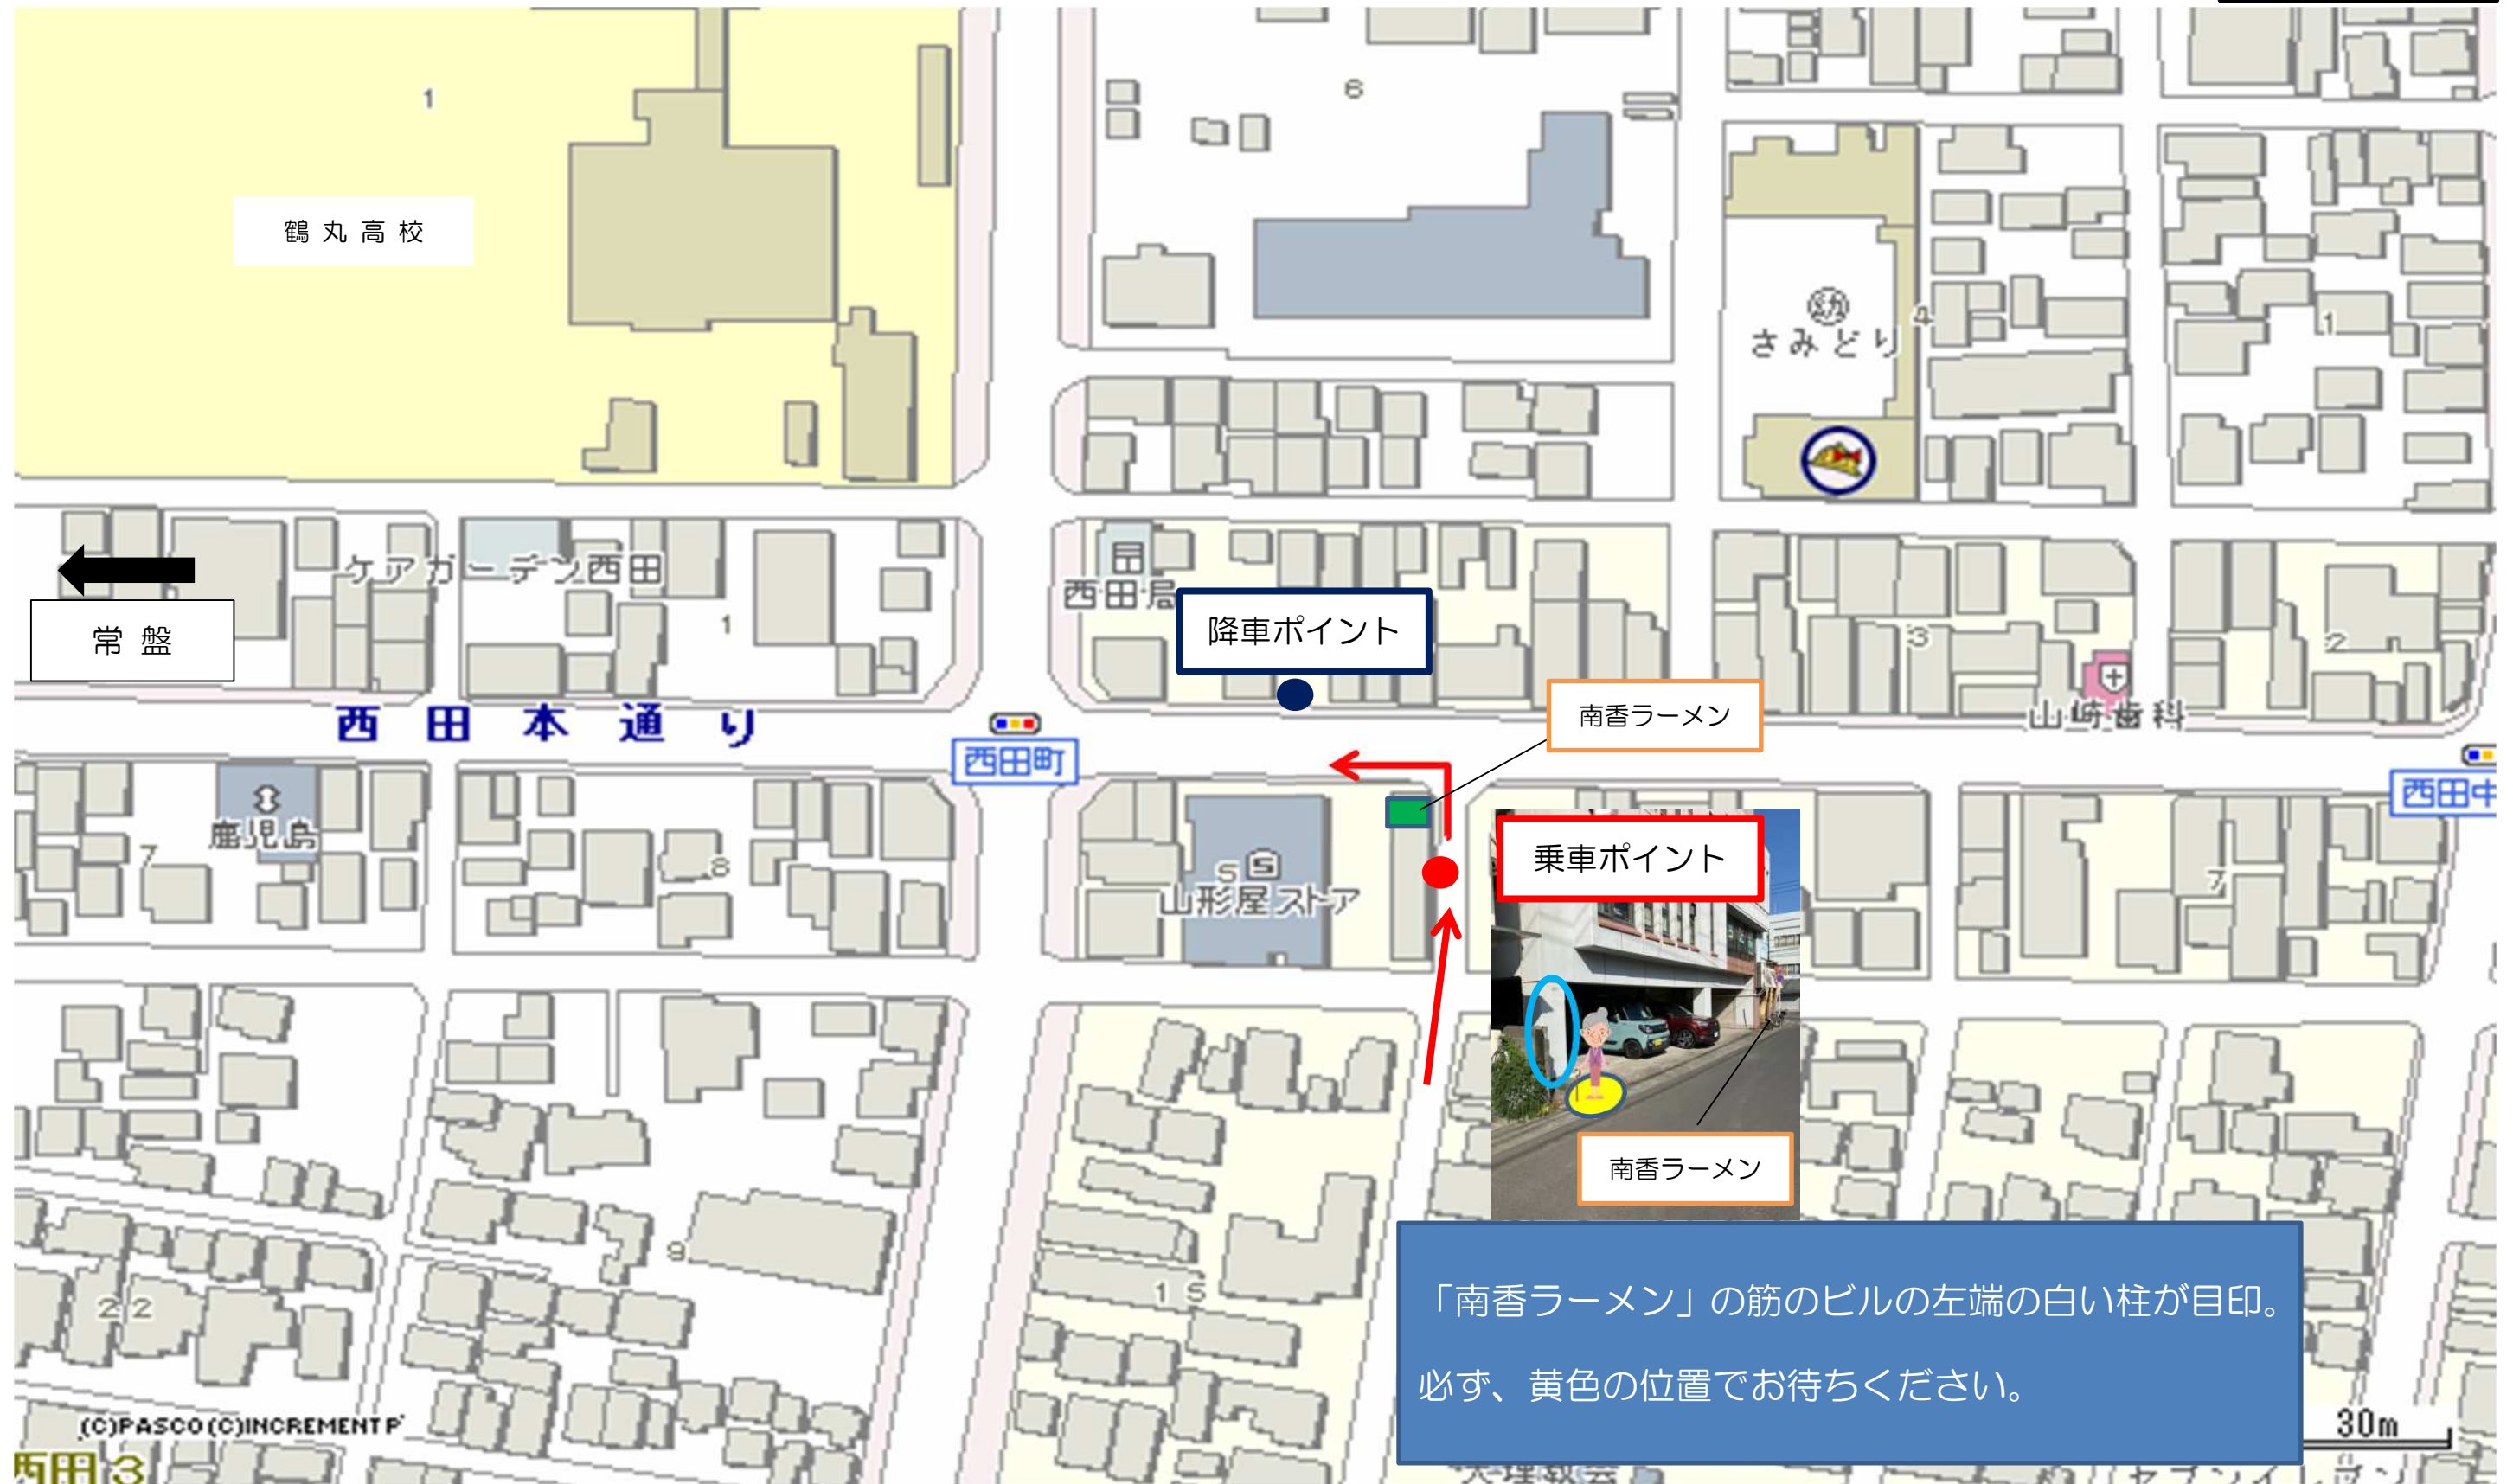 1
6
鶴丸高校
幼
さみどり
4
1
ケアガーデン西田
西田局
降車ポイント
1
常盤
3
2
南香ラーメン
山崎歯科
西田本通り
西田町
西田中
鹿児島
7
8
5 S
山形屋ストア
乗車ポイント
7
南香ラーメン
9
22
15
「南香ラーメン」の筋のビルの左端の白い柱が目印。
必ず、黄色の位置でお待ちください。
(C)PASCO (C)INCREMENT P
30m
西田3